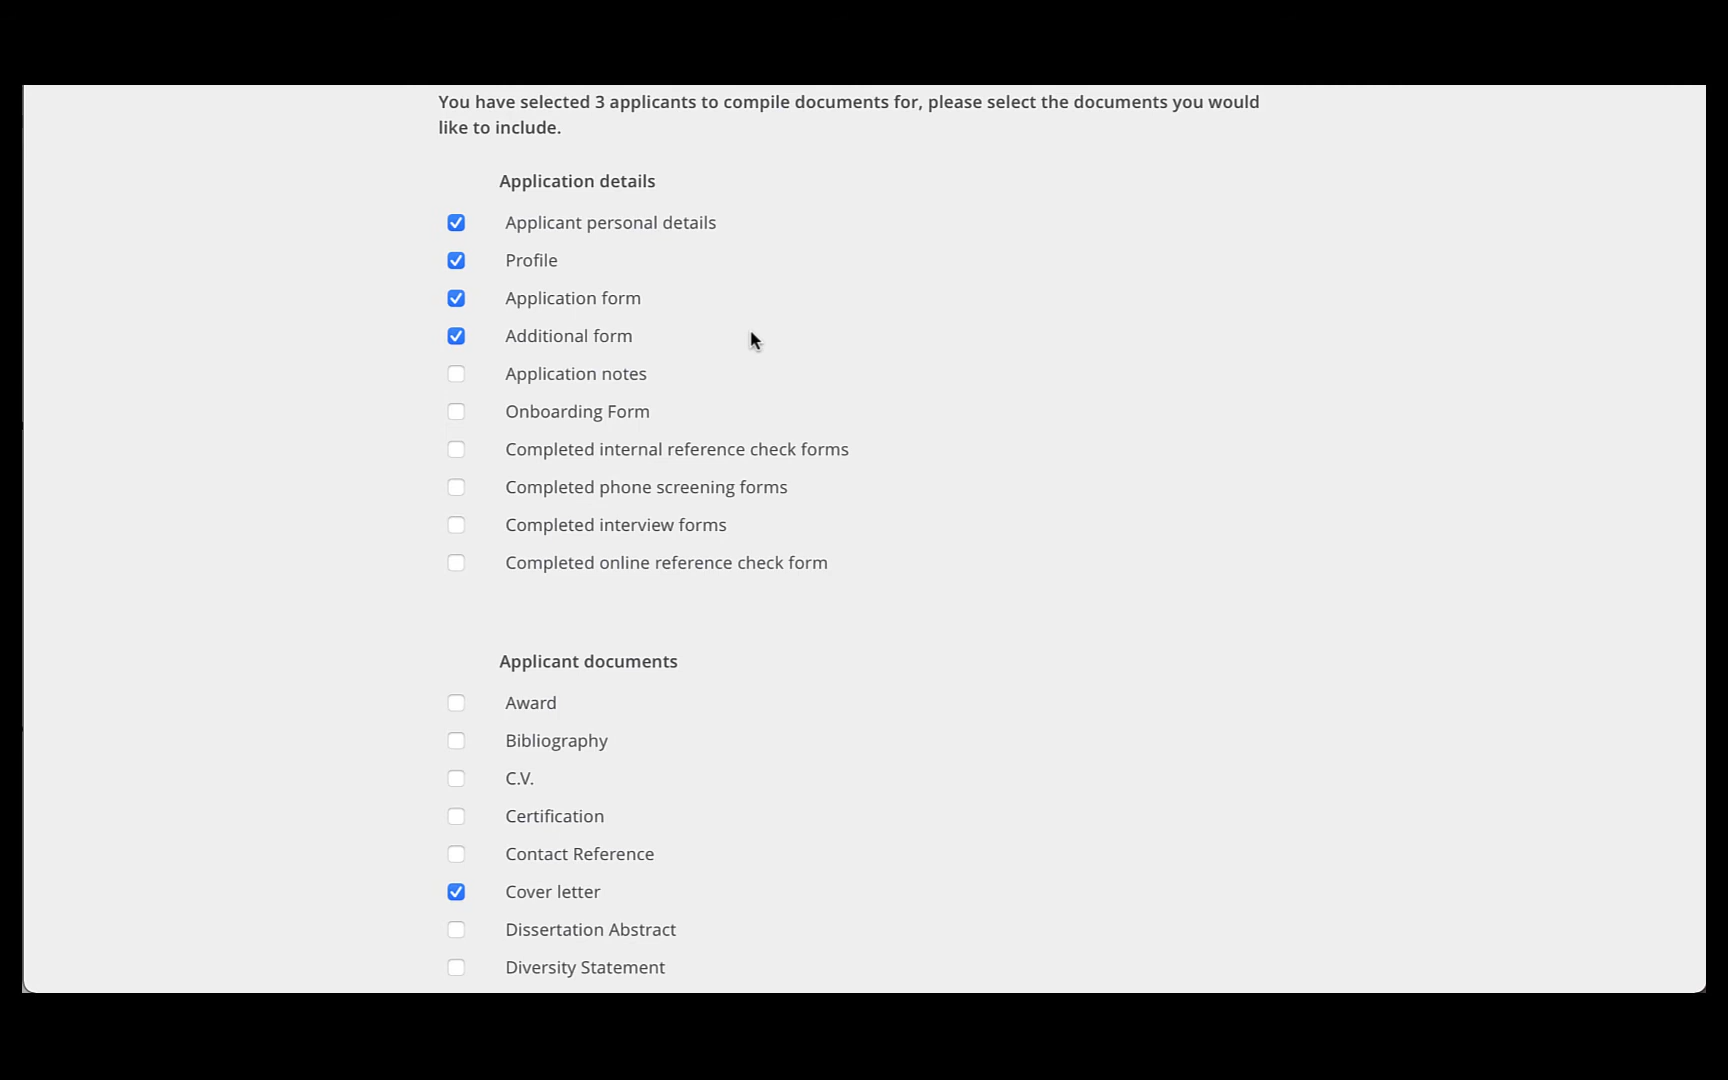 You have selected 3 applicants to compile documents for, please select the documents you would
like to include.
Application details
Applicant personal details
Profile
Application form
Additional form
Application notes
Onboarding Form
Completed internal reference check forms
Completed phone screening forms
Completed interview forms
Completed online reference check form
Applicant documents
Award
Bibliography
C.V.
Certification
Contact Reference
Cover letter
Dissertation Abstract
Diversity Statement